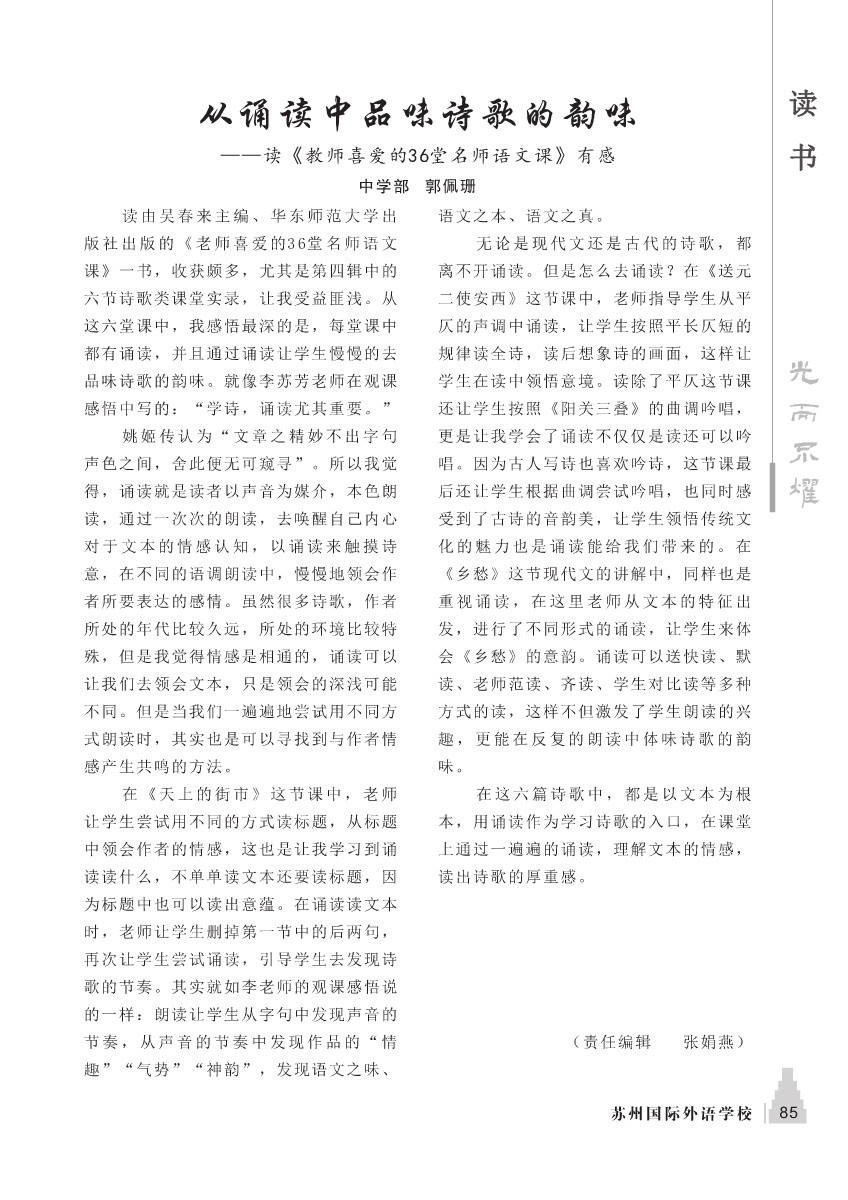 从诵读中品味诗歌的韵味
——读《教师喜爱的36堂名师语文课》有感
中学部 郭佩珊
读由吴春来主编、华东师范大学出
版社出版的《老师喜爱的36堂名师语文
课》一书，收获颇多，尤其是第四辑中的
六节诗歌类课堂实录，让我受益匪浅。从
这六堂课中，我感悟最深的是，每堂课中
都有诵读，并且通过诵读让学生慢慢的去
品味诗歌的韵味。就像李苏芳老师在观课
感悟中写的：“学诗，诵读尤其重要。”
姚姬传认为“文章之精妙不出字句
声色之间，舍此便无可窥寻”。所以我觉
得，诵读就是读者以声音为媒介，本色朗
读，通过一次次的朗读，去唤醒自己内心
对于文本的情感认知，以诵读来触摸诗
意，在不同的语调朗读中，慢慢地领会作
者所要表达的感情。虽然很多诗歌，作者
所处的年代比较久远，所处的环境比较特
殊，但是我觉得情感是相通的，诵读可以
让我们去领会文本，只是领会的深浅可能
不同。但是当我们一遍遍地尝试用不同方
式朗读时，其实也是可以寻找到与作者情
感产生共鸣的方法。
在《天上的街市》这节课中，老师
让学生尝试用不同的方式读标题，从标题
中领会作者的情感，这也是让我学习到诵
读读什么，不单单读文本还要读标题，因
为标题中也可以读出意蕴。在诵读读文本
时，老师让学生删掉第一节中的后两句，
再次让学生尝试诵读，引导学生去发现诗
歌的节奏。其实就如李老师的观课感悟说
的一样：朗读让学生从字句中发现声音的
节奏，从声音的节奏中发现作品的“情
趣”“气势”“神韵”，发现语文之味、
语文之本、语文之真。
无论是现代文还是古代的诗歌，都
离不开诵读。但是怎么去诵读？在《送元
二使安西》这节课中，老师指导学生从平
仄的声调中诵读，让学生按照平长仄短的
规律读全诗，读后想象诗的画面，这样让
学生在读中领悟意境。读除了平仄这节课
还让学生按照《阳关三叠》的曲调吟唱，
更是让我学会了诵读不仅仅是读还可以吟
唱。因为古人写诗也喜欢吟诗，这节课最
后还让学生根据曲调尝试吟唱，也同时感
受到了古诗的音韵美，让学生领悟传统文
化的魅力也是诵读能给我们带来的。在
《乡愁》这节现代文的讲解中，同样也是
重视诵读，在这里老师从文本的特征出
发，进行了不同形式的诵读，让学生来体
会《乡愁》的意韵。诵读可以送快读、默
读、老师范读、齐读、学生对比读等多种
方式的读，这样不但激发了学生朗读的兴
趣，更能在反复的朗读中体味诗歌的韵
味。
在这六篇诗歌中，都是以文本为根
本，用诵读作为学习诗歌的入口，在课堂
上通过一遍遍的诵读，理解文本的情感，
读出诗歌的厚重感。
（责任编辑 张娟燕）
读书
光而不耀
苏州国际外语学校 85